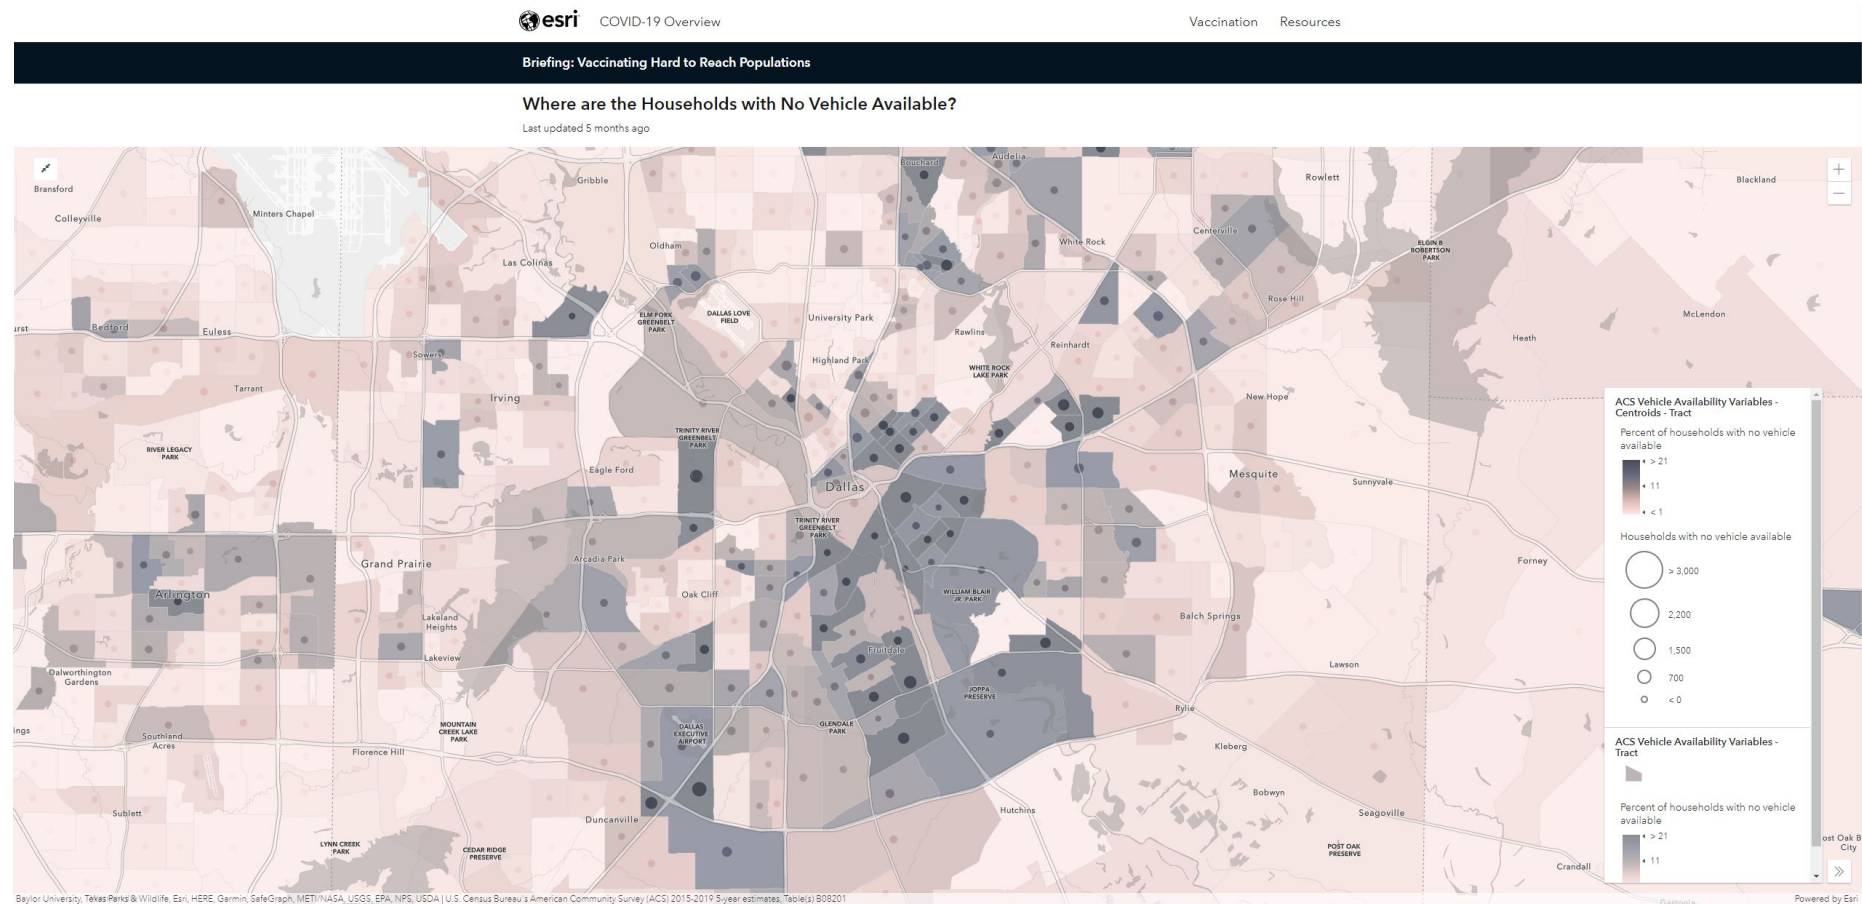 esri COVID-19 Overview Vaccination Resources
Briefing: Vaccinating Hard to Reach Populations
Where are the Households with No Vehicle Available?
Last updated 5 months ago
Bouchard
Audelia
Bransford
Gribble
Rowlett
Blackland
Colleyville
Minters Chapel
Centerville
Oldham
White Rock
ELGIN B
ROBERTSON
PARK
Las Colinas
Rose Hill
urst
Bedford
Euless
ELM FORK
GREENBELT
PARK
DALLAS LOVE
FIELD
University Park
McLendon
Rawlins
Reinhardt
Heath
Sowers
Highland Park
WHITE ROCK
LAKE PARK
Tarrant
Irving
New Hope
TRINITY RIVER
GREENBELT
PARK
RIVER LEGACY
PARK
Eagle Ford
Mesquite
Sunnyvale
Dallas
TRINITY RIVER
GREENBELT
PARK
Arcadia Park
Grand Prairie
Forney
Arlington
Oak Cliff
WILLIAM BLAIR
JR. PARK
Lakeland
Heights
Balch Springs
Fruitdale
Lakeview
Lawson
Dalworthington
Gardens
JOPPA
PRESERVE
Rylie
ings
Southland
Acres
MOUNTAIN
CREEK LAKE
PARK
DALLAS
EXECUTIVE
AIRPORT
GLENDALE
PARK
Florence Hill
Kleberg
Bobwyn
Sublett
Duncanville
Hutchins
Seagoville
LYNN CREEK
PARK
CEDAR RIDGE
PRESERVE
POST OAK
PRESERVE
Crandall
ost Oak B
City
ACS Vehicle Availability Variables -
Centroids - Tract
Percent of households with no vehicle
available
> 21
11
< 1
Households with no vehicle available
> 3,000
2,200
1,500
700
< 0
ACS Vehicle Availability Variables -
Tract
Percent of households with no vehicle
available
> 21
11
Baylor University, Texas Parks & Wildlife, Esri, HERE, Garmin, SafeGraph, METI/NASA, USGS, EPA, NPS, USDA | U.S. Census Bureau's American Community Survey (ACS) 2015-2019 5-year estimates, Table(s) B08201
Powered by Esri